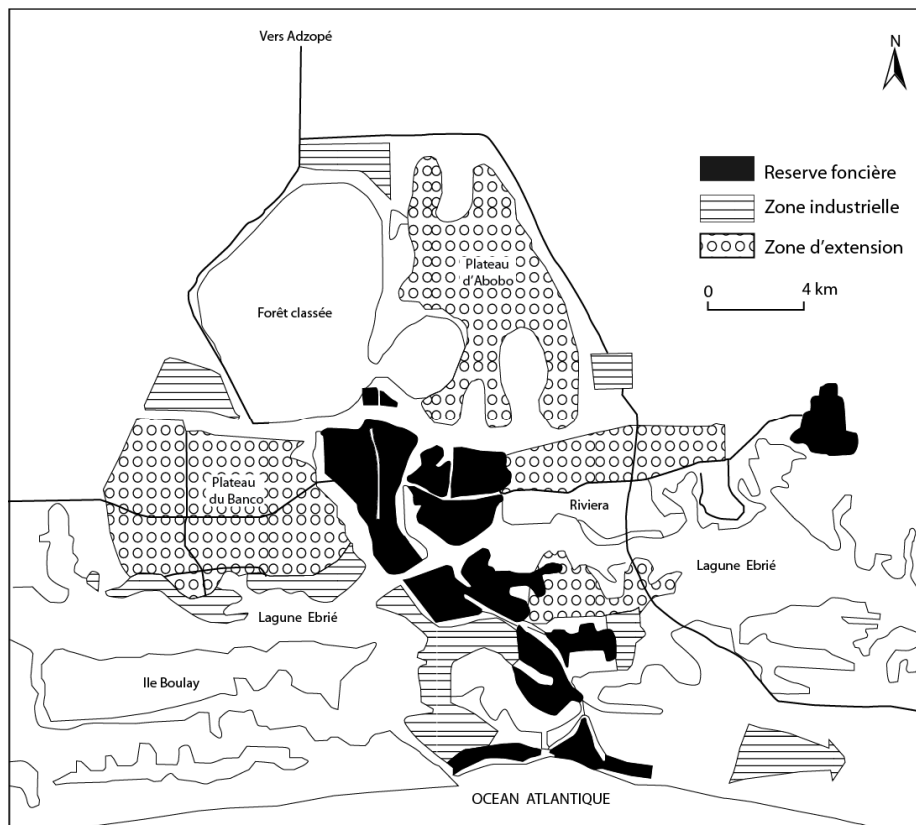 Vers Adzopé
N
Reserve foncière
Zone industrielle
Zone d'extension
0 4 km
Plateau
d'Abobo
Forêt classée
Plateau
du Banco
Riviera
Lagune Ebrié
Lagune Ebrié
Ile Boulay
OCEAN ATLANTIQUE